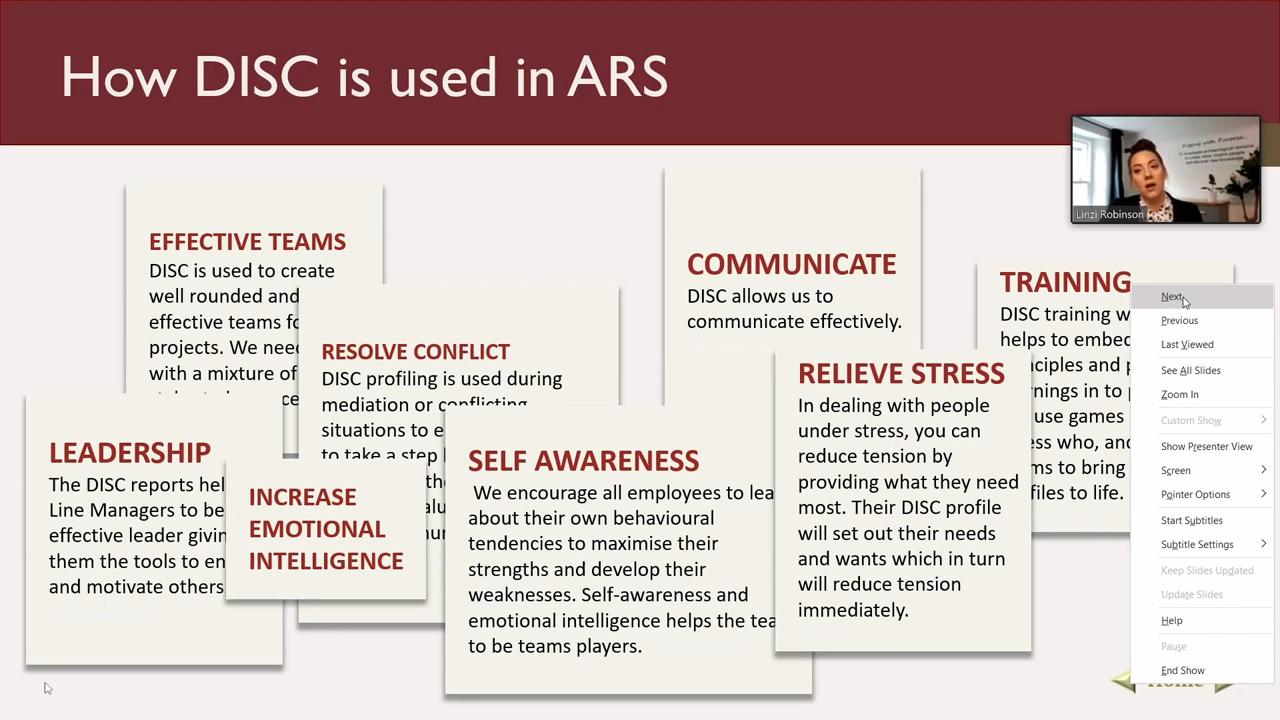 How DISC is used in ARS
Linzi Robinson
EFFECTIVE TEAMS
DISC is used to create
well rounded and
effective teams fo
projects. We need
with a mixture of
RESOLVE CONFLICT
DISC profiling is used during
mediation or conflicting
situations to e
to take a step
LEADERSHIP
The DISC reports hel
Line Managers to be
effective leader givin
them the tools to en
and motivate others
INCREASE
EMOTIONAL
INTELLIGENCE
SELF AWARENESS
We encourage all employees to lea
about their own behavioural
tendencies to maximise their
strengths and develop their
weaknesses. Self-awareness and
emotional intelligence helps the tea
to be teams players.
COMMUNICATE
DISC allows us to
communicate effectively.
RELIEVE STRESS
In dealing with people
under stress, you can
reduce tension by
providing what they need
most. Their DISC profile
will set out their needs
and wants which in turn
will reduce tension
immediately.
TRAINING
DISC training w
helps to embed
nciples and p
rnings in to
use games
ess who, and
ms to bring
files to life.
Next
Previous
Last Viewed
See All Slides
Zoom In
Custom Show
Show Presenter View
Screen
Pointer Options
Start Subtitles
Subtitle Settings
Keep Slides Updated
Update Slides
Help
Pause
End Show
Home